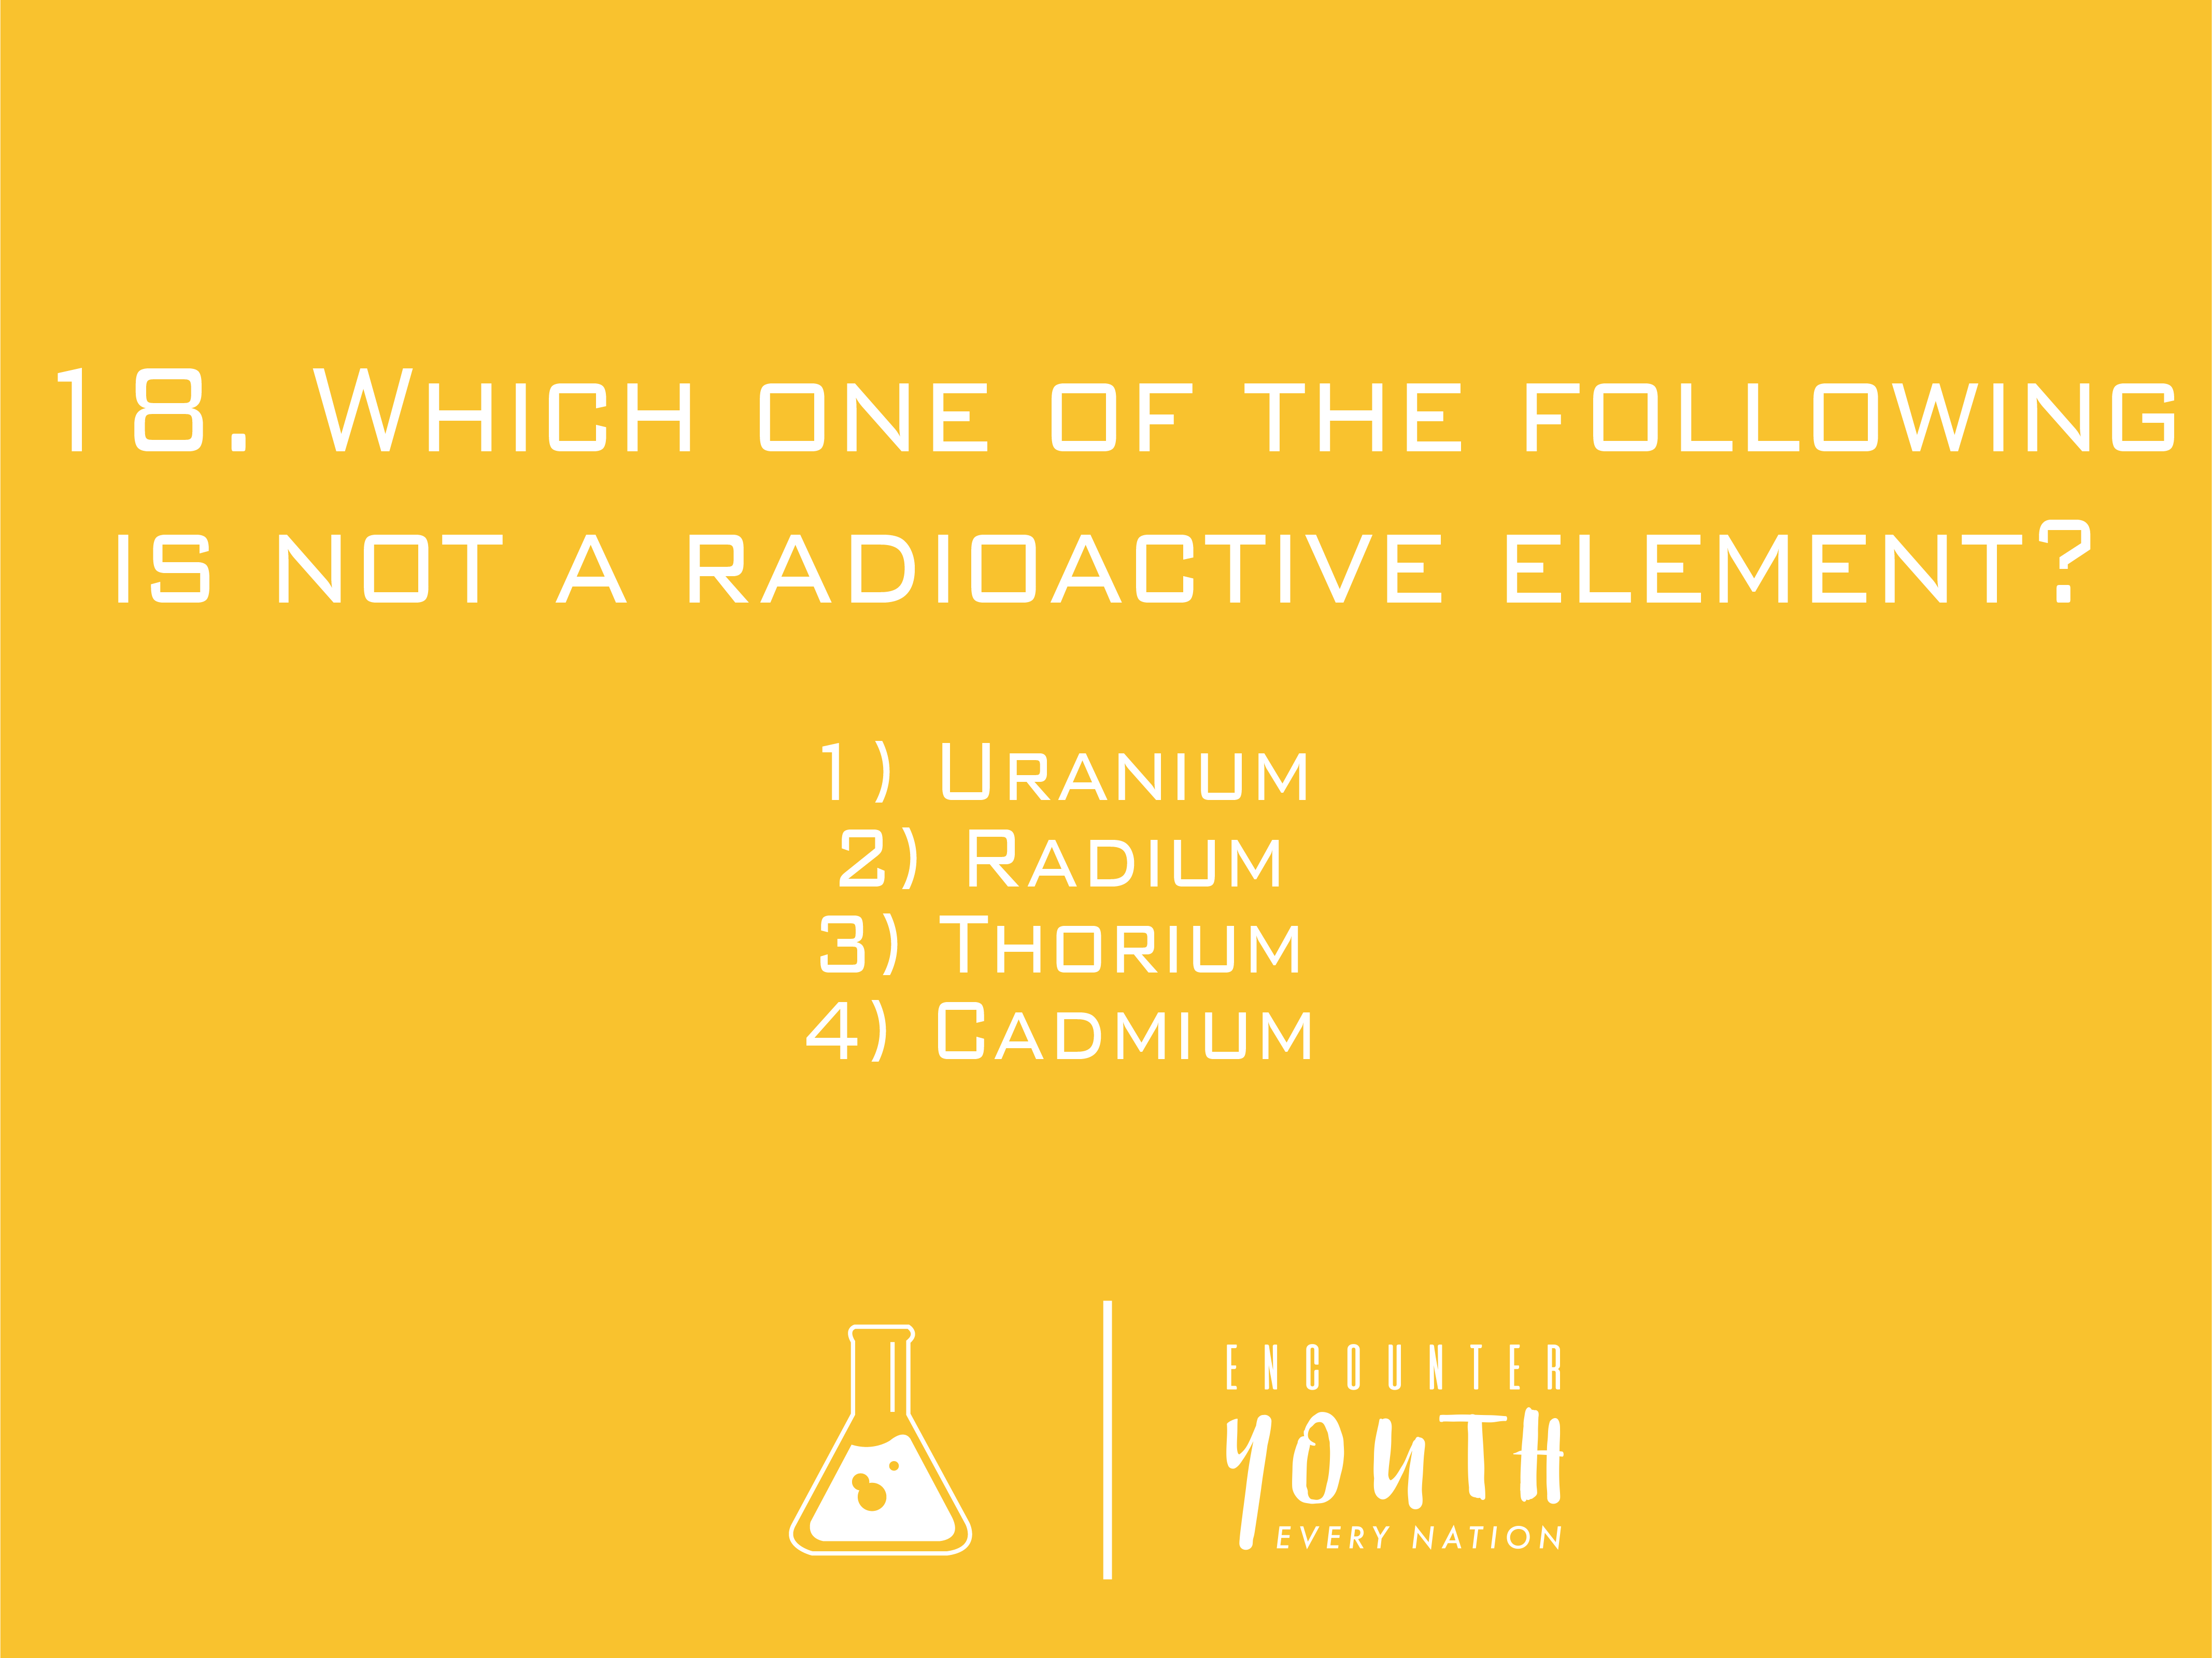 18. Which one of the following
is not a radioactive element?
1) Uranium
2) Radium
3) Thorium
4) Cadmium
ENCOUNTER
YOUTH
EVERY NATION